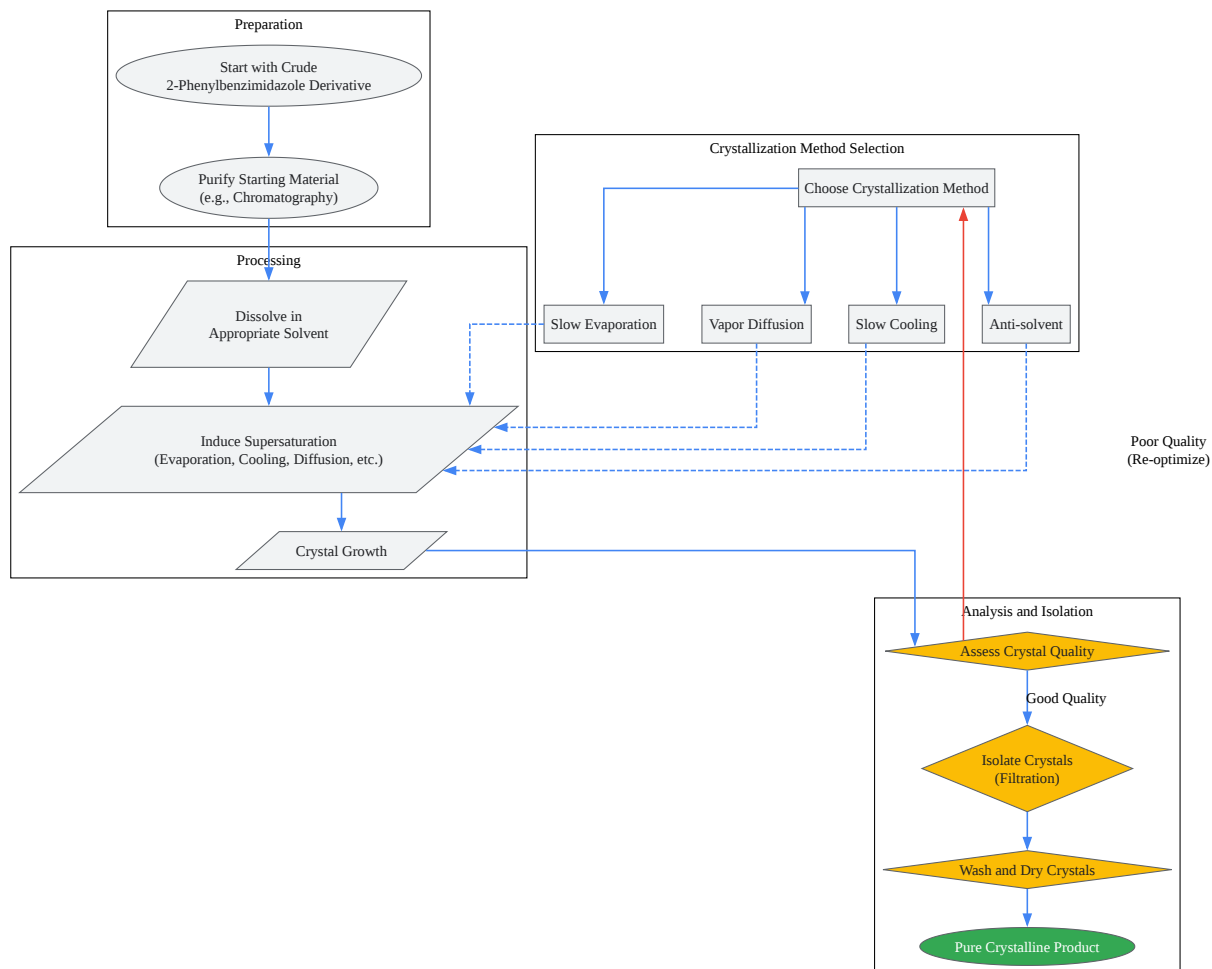 Preparation
Start with Crude
2-Phenylbenzimidazole Derivative
Purify Starting Material
(e.g., Chromatography)
Crystallization Method Selection
Choose Crystallization Method
Slow Evaporation
Vapor Diffusion
Slow Cooling
Anti-solvent
Processing
Dissolve in
Appropriate Solvent
Induce Supersaturation
(Evaporation, Cooling, Diffusion, etc.)
Crystal Growth
Poor Quality
(Re-optimize)
Analysis and Isolation
Assess Crystal Quality
Good Quality
Isolate Crystals
(Filtration)
Wash and Dry Crystals
Pure Crystalline Product